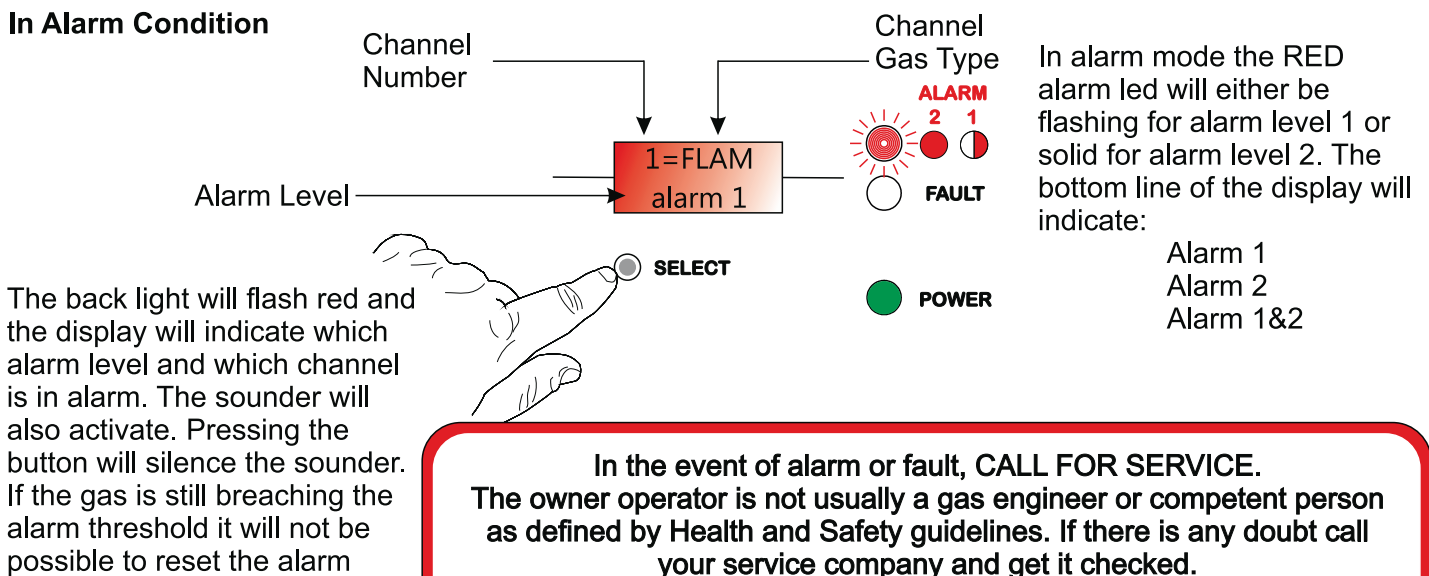 In Alarm Condition
Channel
Number
Channel
Gas Type
ALARM
2 1
1=FLAM
alarm 1
FAULT
Alarm Level
SELECT
POWER
In alarm mode the RED
alarm led will either be
flashing for alarm level 1 or
solid for alarm level 2. The
bottom line of the display will
indicate:
Alarm 1
Alarm 2
Alarm 1&2
The back light will flash red and
the display will indicate which
alarm level and which channel
is in alarm. The sounder will
also activate. Pressing the
button will silence the sounder.
If the gas is still breaching the
alarm threshold it will not be
possible to reset the alarm
In the event of alarm or fault, CALL FOR SERVICE.
The owner operator is not usually a gas engineer or competent person
as defined by Health and Safety guidelines. If there is any doubt call
your service company and get it checked.